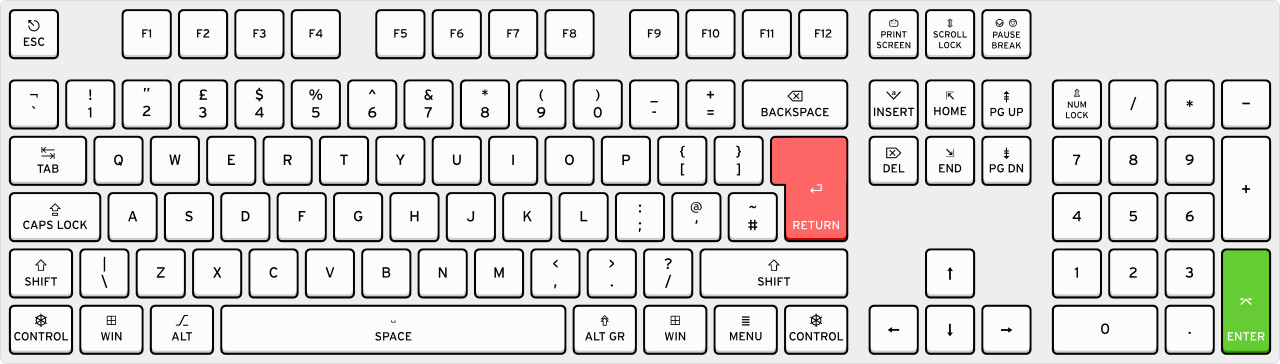 ESC F1 F2 F3 F4 F5 F6 F7 F8 F9 F10 F11 F12 PRINT SCREEN SCROLL LOCK PAUSE BREAK
¬ ! " £ $ % ^ & * ( ) _ +
` 1 2 3 4 5 6 7 8 9 0 - = BACKSPACE INSERT HOME PG UP NUM LOCK / * -
TAB Q W E R T Y U I O P { [ } ] DEL END PG DN 7 8 9 +
CAPS LOCK A S D F G H J K L : ; @ ' ~ # RETURN 4 5 6
SHIFT | \ Z X C V B N M < , > . ? / SHIFT ↑ 1 2 3
CONTROL WIN ALT SPACE ALT GR WIN MENU CONTROL ← ↓ → 0 . ENTER